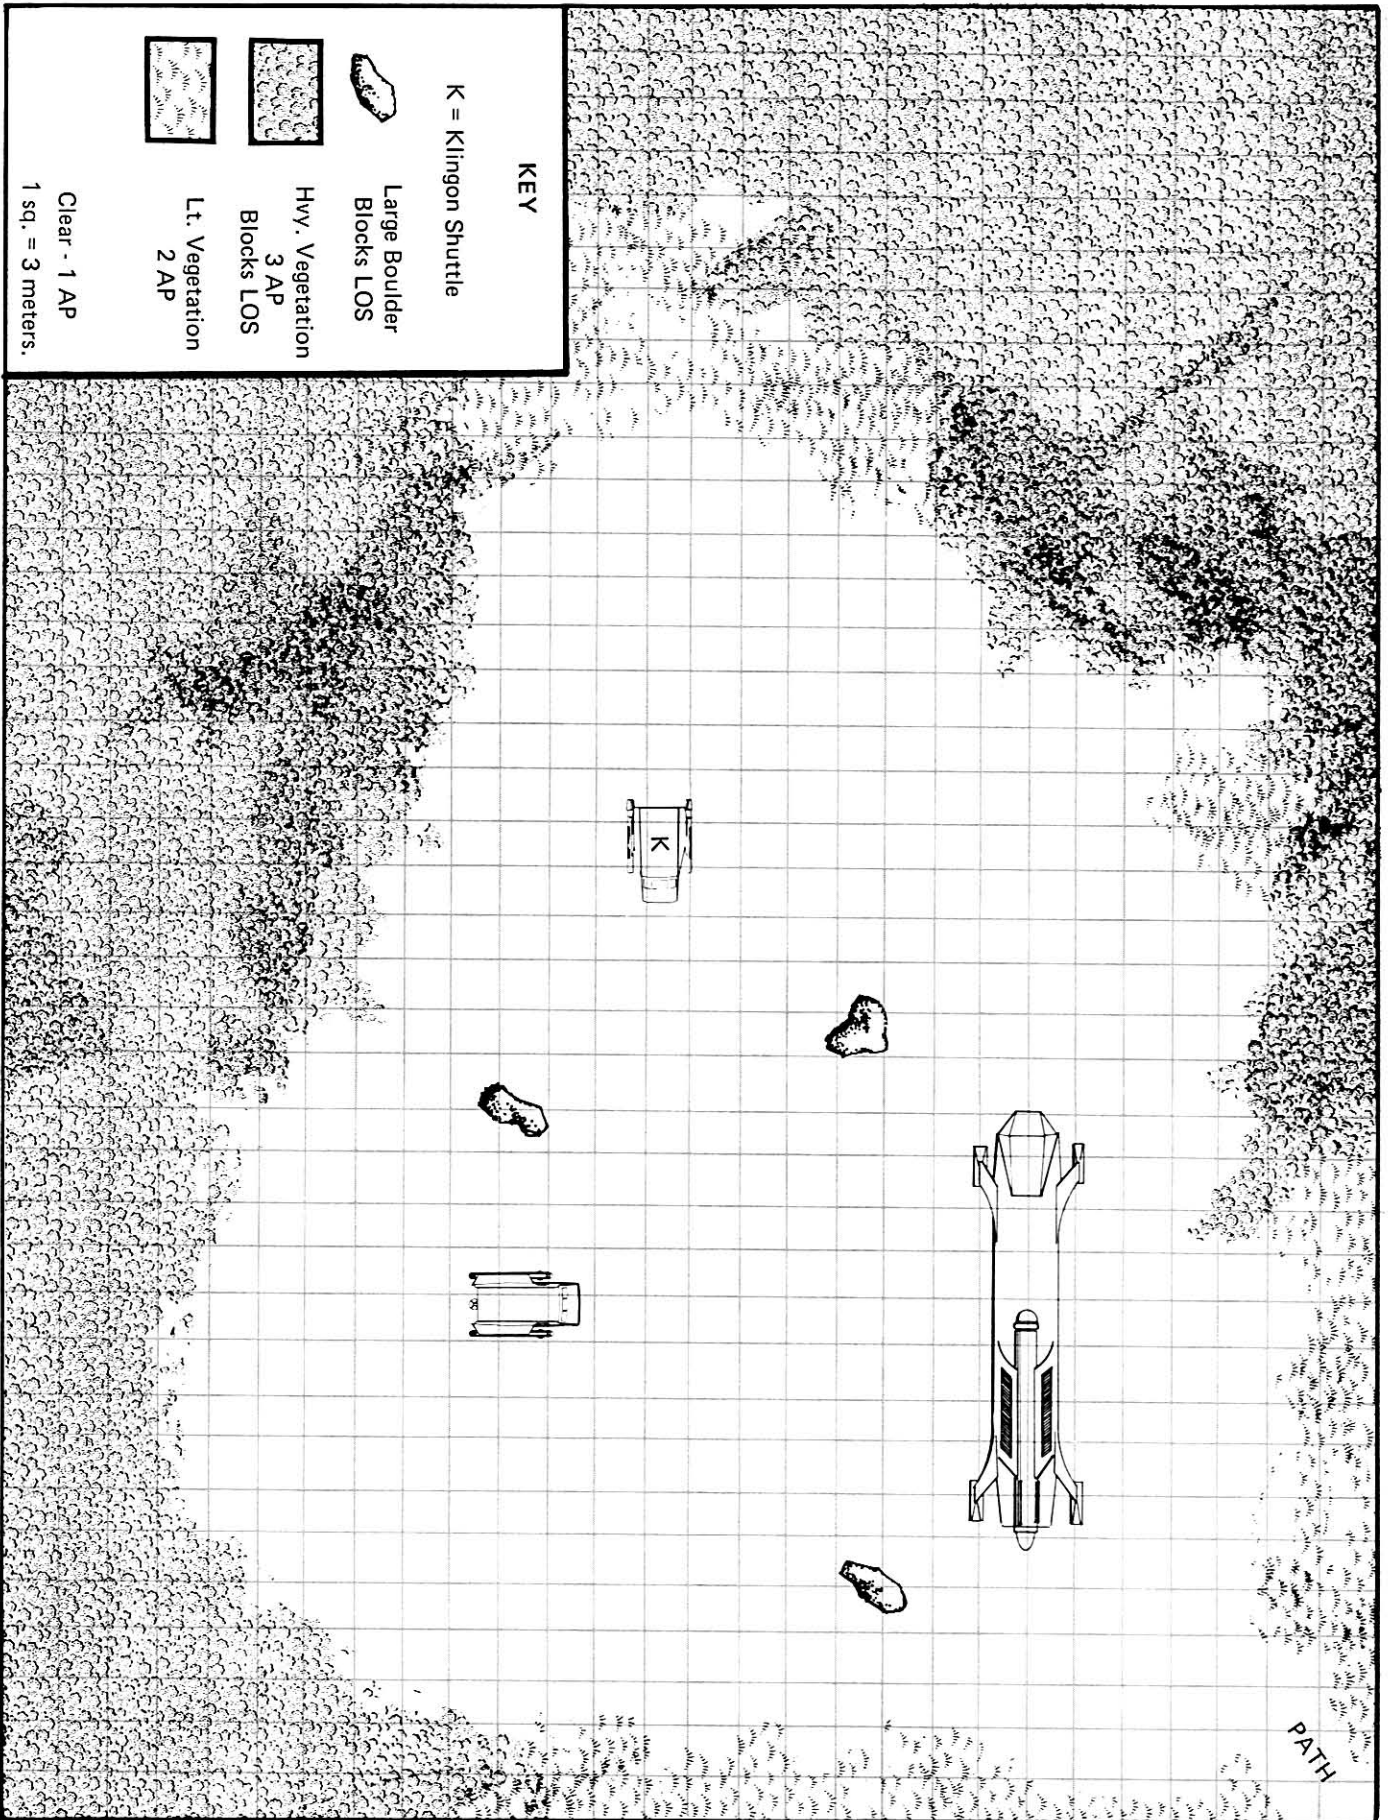 KEY
K = Klingon Shuttle
Large Boulder
Blocks LOS
Hvy. Vegetation
3 AP
Blocks LOS
Lt. Vegetation
2 AP
Clear - 1 AP
1 sq. = 3 meters.
K
PATH